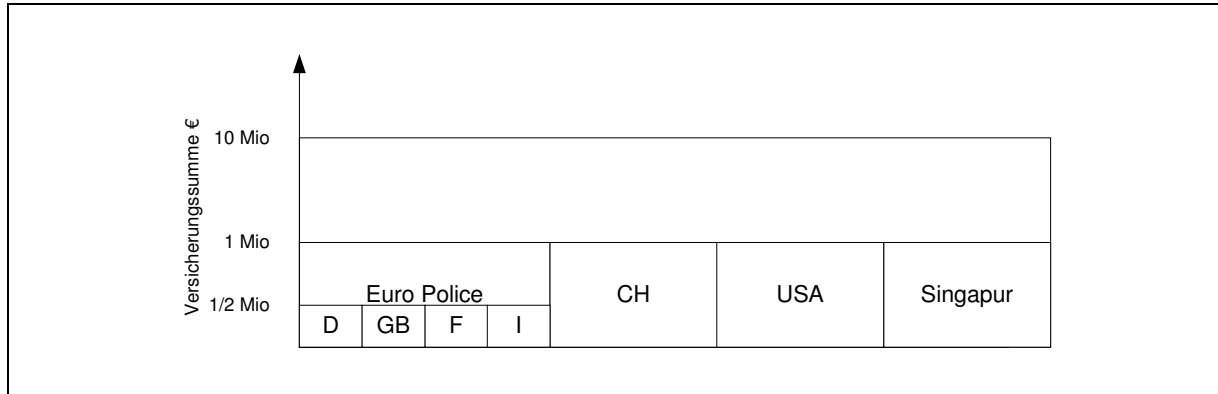 Versicherungssumme €
10 Mio
1 Mio
1/2 Mio
Euro Police
CH
USA
Singapur
D
GB
F
I